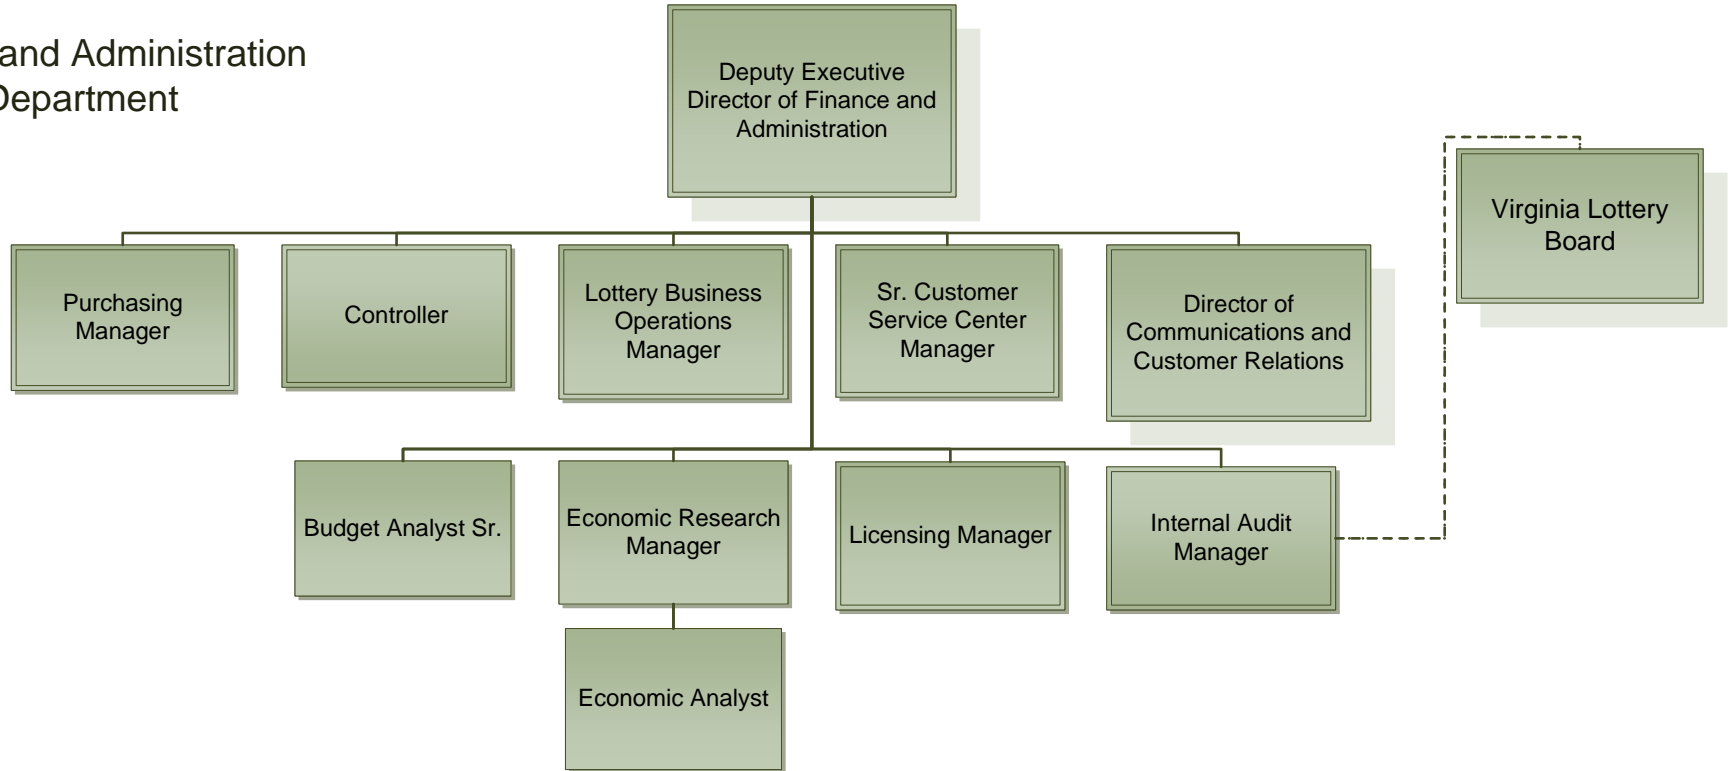 and Administration
Department
Deputy Executive
Director of Finance and
Administration
Virginia Lottery
Board
Purchasing
Manager
Controller
Lottery Business
Operations
Manager
Sr. Customer
Service Center
Manager
Director of
Communications and
Customer Relations
Budget Analyst Sr.
Economic Research
Manager
Licensing Manager
Internal Audit
Manager
Economic Analyst